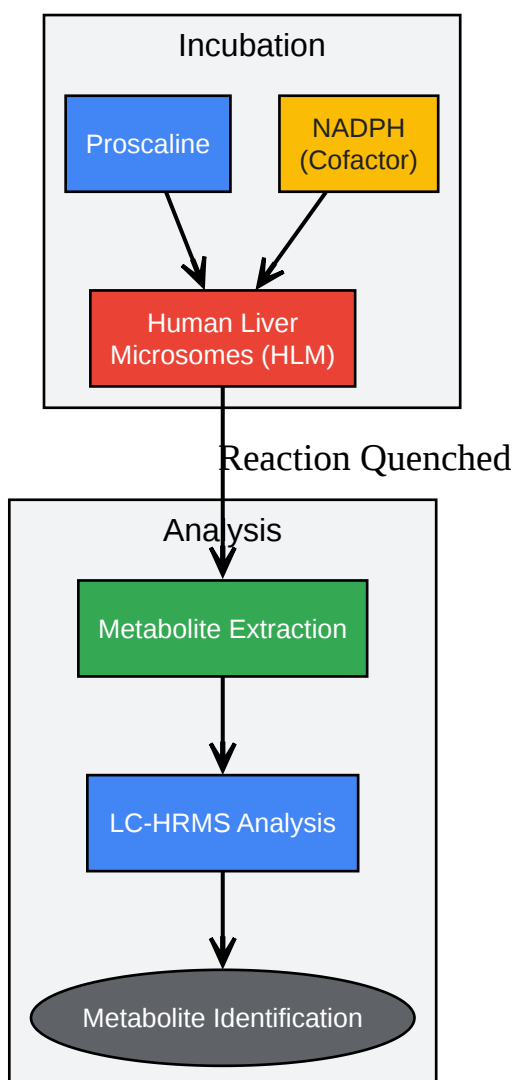 Incubation
Proscaline
NADPH
(Cofactor)
Human Liver
Microsomes (HLM)
Reaction Quenched
Analysis
Metabolite Extraction
LC-HRMS Analysis
Metabolite Identification